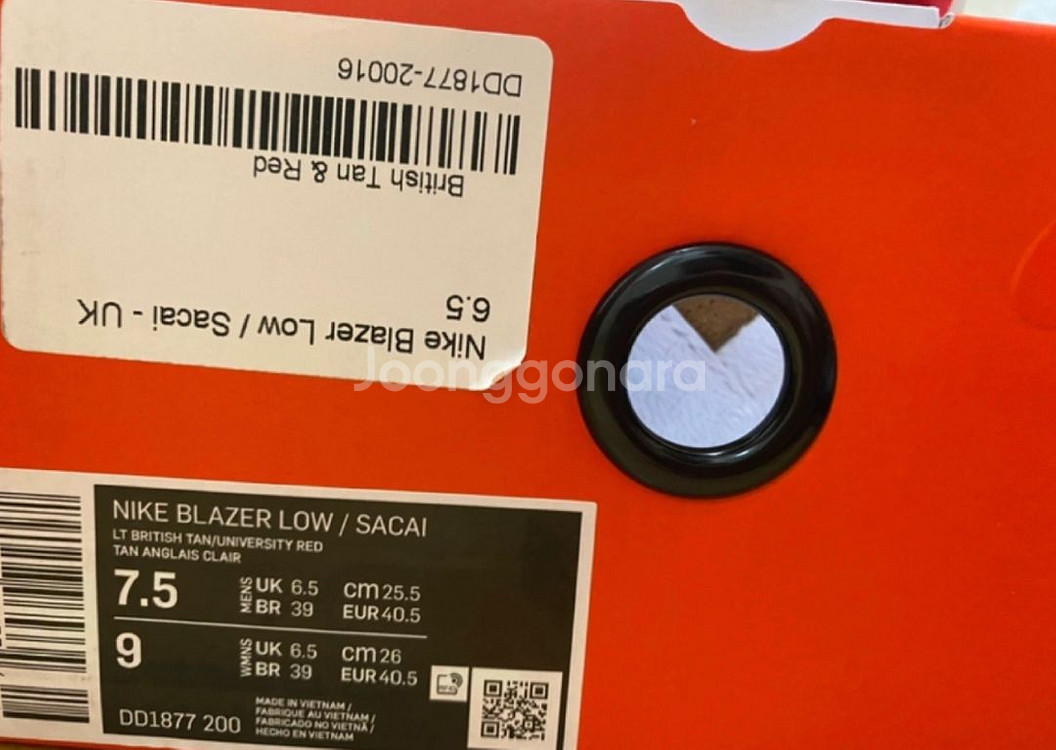 Nike Blazer Low / Sacai - UK
6.5
British Tan & Red
DD1877-20016
Joonggonara
NIKE BLAZER LOW / SACAI
LT BRITISH TAN/UNIVERSITY RED
TAN ANGLAIS CLAIR
7.5 MENS UK 6.5 cm 25.5
BR 39 EUR 40.5
9 WMNS UK 6.5 cm 26
BR 39 EUR 40.5
DD1877 200
MADE IN VIETNAM /
FABRIQUE AU VIETNAM /
FABRICADO NO VIETNÃ /
HECHO EN VIETNAM